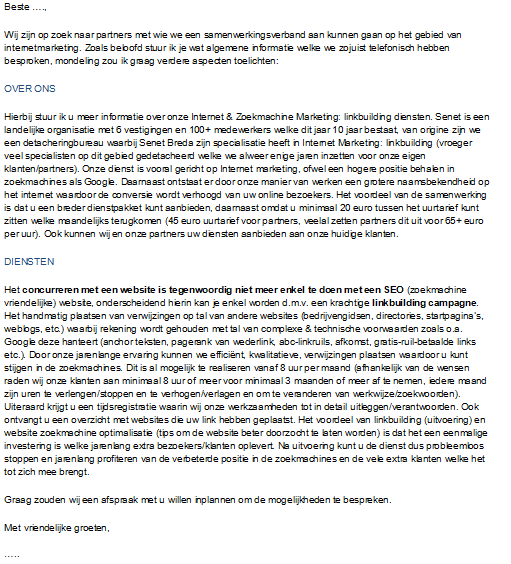 Beste ....,
Wij zijn op zoek naar partners met wie we een samenwerkingsverband aan kunnen gaan op het gebied van
internetmarketing. Zoals beloofd stuur ik je wat algemene informatie welke we zojuist telefonisch hebben
besproken, mondeling zou ik graag verdere aspecten toelichten:
OVER ONS
Hierbij stuur ik u meer informatie over onze Internet & Zoekmachine Marketing: linkbuilding diensten. Senet is een
landelijke organisatie met 6 vestigingen en 100+ medewerkers welke dit jaar 10 jaar bestaat, van origine zijn we
een detacheringbureau waarbij Senet Breda zijn specialisatie heeft in Internet Marketing: linkbuilding (vroeger
veel specialisten op dit gebied gedetacheerd welke we alweer enige jaren inzetten voor onze eigen
klanten/partners). Onze dienst is vooral gericht op Internet marketing, ofwel een hogere positie behalen in
zoekmachines als Google. Daarnaast ontstaat er door onze manier van werken een grotere naamsbekendheid op
het internet waardoor de conversie wordt verhoogd van uw online bezoekers. Het voordeel van de samenwerking
is dat u een breder dienstpakket kunt aanbieden, daarnaast omdat u minimaal 20 euro tussen het uurtarief kunt
zitten welke maandelijks terugkomen (45 euro uurtarief voor partners, veelal zetten partners dit uit voor 65+ euro
per uur). Ook kunnen wij en onze partners uw diensten aanbieden aan onze huidige klanten.
DIENSTEN
Het concurreren met een website is tegenwoordig niet meer enkel te doen met een SEO (zoekmachine
vriendelijke) website, onderscheidend hierin kan je enkel worden d.m.v. een krachtige linkbuilding campagne.
Het handmatig plaatsen van verwijzingen op tal van andere websites (bedrijvengidsen, directories, startpagina's,
weblogs, etc.) waarbij rekening wordt gehouden met tal van complexe & technische voorwaarden zoals o.a.
Google deze hanteert (anchor teksten, pagerank van wederlink, abc-linkruils, afkomst, gratis-ruil-betaalde links
etc.). Door onze jarenlange ervaring kunnen we efficiënt, kwalitatieve, verwijzingen plaatsen waardoor u kunt
stijgen in de zoekmachines. Dit is al mogelijk te realiseren vanaf 8 uur per maand (afhankelijk van de wensen
raden wij onze klanten aan minimaal 8 uur of meer voor minimaal 3 maanden of meer af te nemen, iedere maand
zijn uren te verlengen/stoppen en te verhogen/verlagen en om te veranderen van werkwijze/zoekwoorden).
Uiteraard krijgt u een tijdsregistratie waarin wij onze werkzaamheden tot in detail uitleggen/verantwoorden. Ook
ontvangt u een overzicht met websites die uw link hebben geplaatst. Het voordeel van linkbuilding (uitvoering) en
website zoekmachine optimalisatie (tips om de website beter doorzocht te laten worden) is dat het een eenmalige
investering is welke jarenlang extra bezoekers/klanten oplevert. Na uitvoering kunt u de dienst dus probleemloos
stoppen en jarenlang profiteren van de verbeterde positie in de zoekmachines en de vele extra klanten welke het
tot zich mee brengt.
Graag zouden wij een afspraak met u willen inplannen om de mogelijkheden te bespreken.
Met vriendelijke groeten,
.....